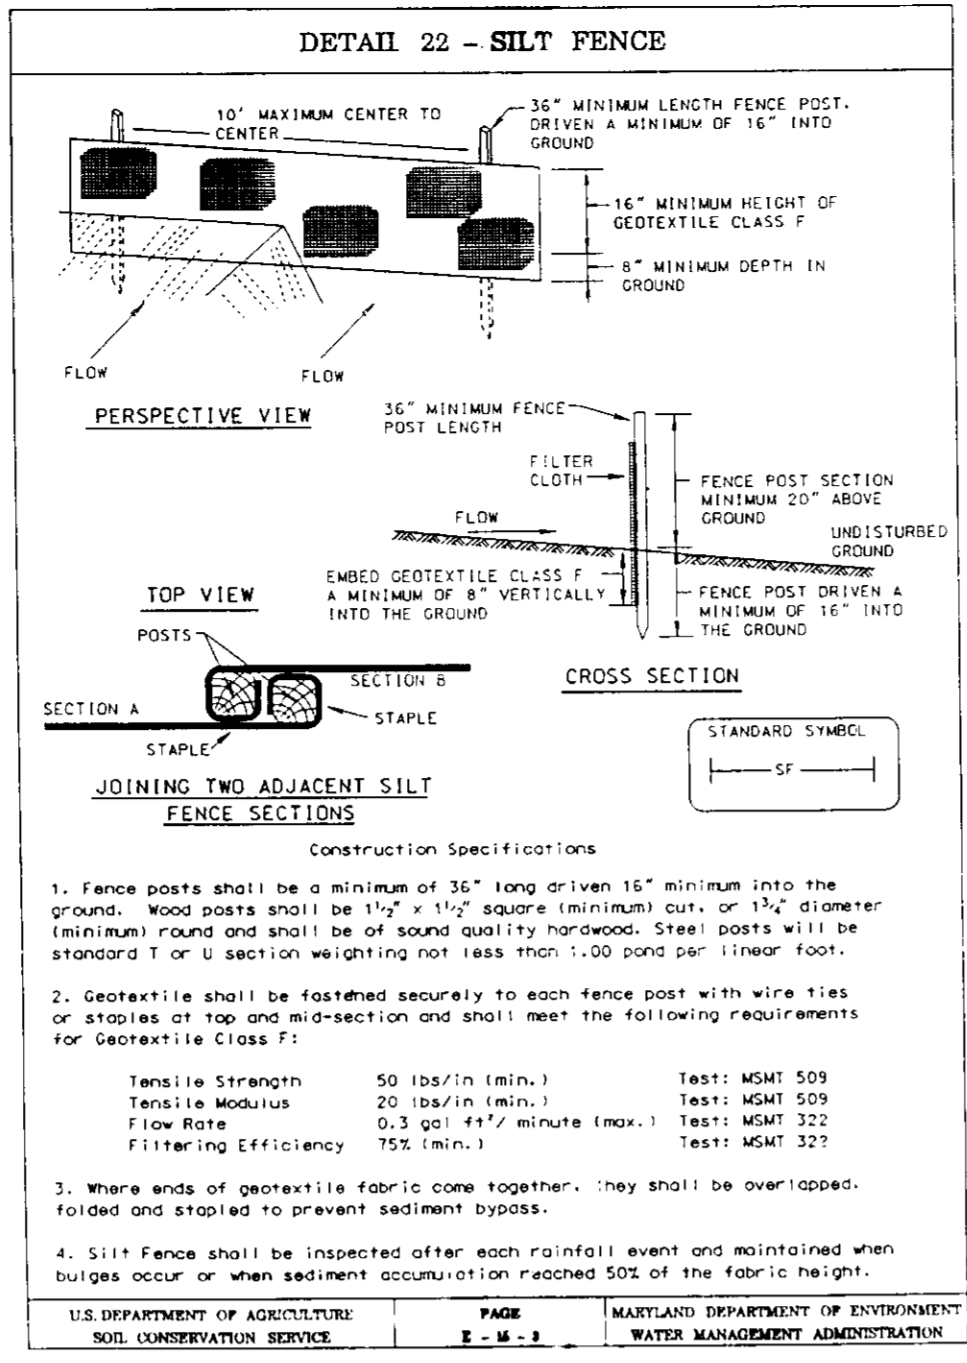 DETAIL 22 - SILT FENCE
10' MAXIMUM CENTER TO
CENTER
36" MINIMUM LENGTH FENCE POST.
DRIVEN A MINIMUM OF 16" INTO
GROUND
16" MINIMUM HEIGHT OF
GEOTEXTILE CLASS F
8" MINIMUM DEPTH IN
GROUND
FLOW
FLOW
PERSPECTIVE VIEW
36" MINIMUM FENCE
POST LENGTH
FILTER
CLOTH
FENCE POST SECTION
MINIMUM 20" ABOVE
GROUND
FLOW
UNDISTURBED
GROUND
EMBED GEOTEXTILE CLASS F
A MINIMUM OF 8" VERTICALLY
INTO THE GROUND
FENCE POST DRIVEN A
MINIMUM OF 16" INTO
THE GROUND
CROSS SECTION
TOP VIEW
POSTS
SECTION B
SECTION A
STAPLE
STAPLE
JOINING TWO ADJACENT SILT
FENCE SECTIONS
STANDARD SYMBOL
SF
Construction Specifications
1. Fence posts shall be a minimum of 36" long driven 16" minimum into the
ground. Wood posts shall be 1 1/2" x 1 1/2" square (minimum) cut, or 1 3/4" diameter
(minimum) round and shall be of sound quality hardwood. Steel posts will be
standard T or U section weighting not less than 1.00 pond per linear foot.
2. Geotextile shall be fastened securely to each fence post with wire ties
or staples at top and mid-section and shall meet the following requirements
for Geotextile Class F:
Tensile Strength 50 lbs/in (min.) Test: MSMT 509
Tensile Modulus 20 lbs/in (min.) Test: MSMT 509
Flow Rate 0.3 gal ft²/ minute (max.) Test: MSMT 322
Filtering Efficiency 75% (min.) Test: MSMT 322
3. Where ends of geotextile fabric come together, they shall be overlapped,
folded and stapled to prevent sediment bypass.
4. Silt Fence shall be inspected after each rainfall event and maintained when
bulges occur or when sediment accumulation reached 50% of the fabric height.
U.S. DEPARTMENT OF AGRICULTURE
SOIL CONSERVATION SERVICE
PAGE
MARYLAND DEPARTMENT OF ENVIRONMENT
WATER MANAGEMENT ADMINISTRATION